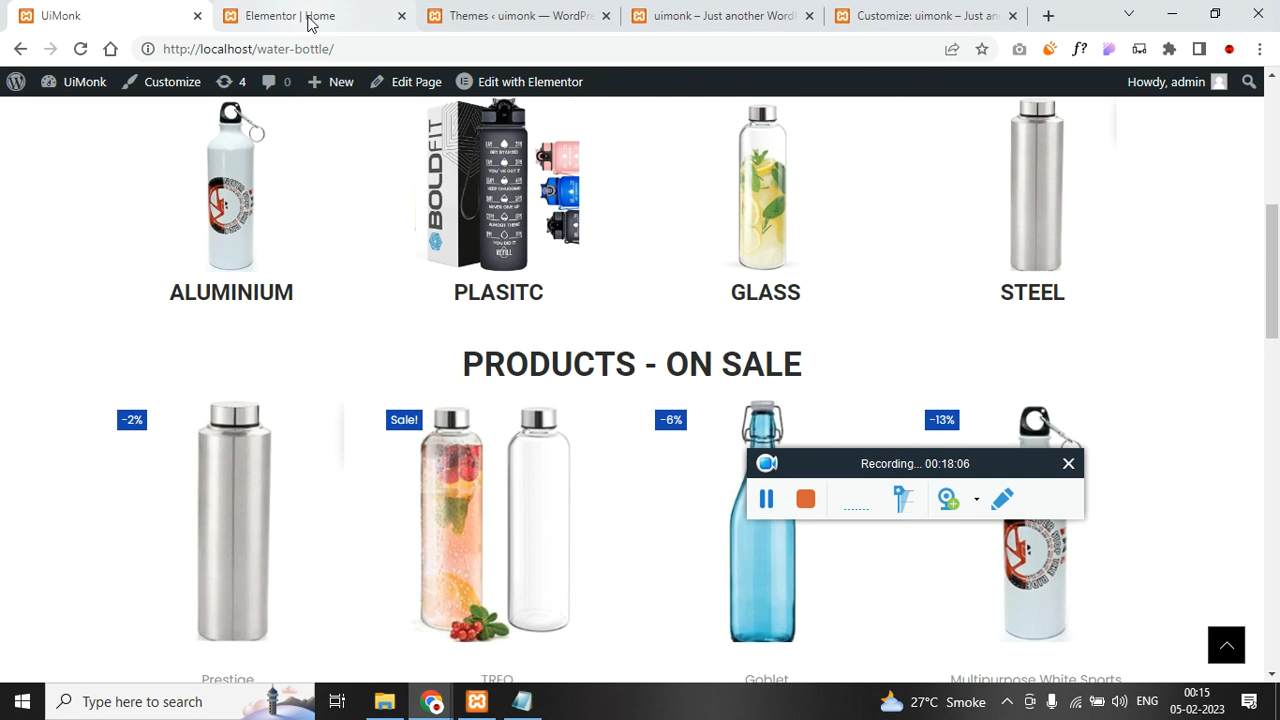 UiMonk
Elementor | Home
Themes ‹ uimonk — WordPre
uimonk – Just another Word
Customize: uimonk – Just an
http://localhost/water-bottle/
UiMonk
Customize
4
0
New
Edit Page
Edit with Elementor
Howdy, admin
BOLDFIT
REFILL
ALUMINIUM
PLASITC
GLASS
STEEL
PRODUCTS - ON SALE
-2%
Sale!
-6%
-13%
Recording... 00:18:06
Prestige
TREO
Goblet
Multipurpose White Sports
Type here to search
27°C Smoke
ENG
00:15
05-02-2023